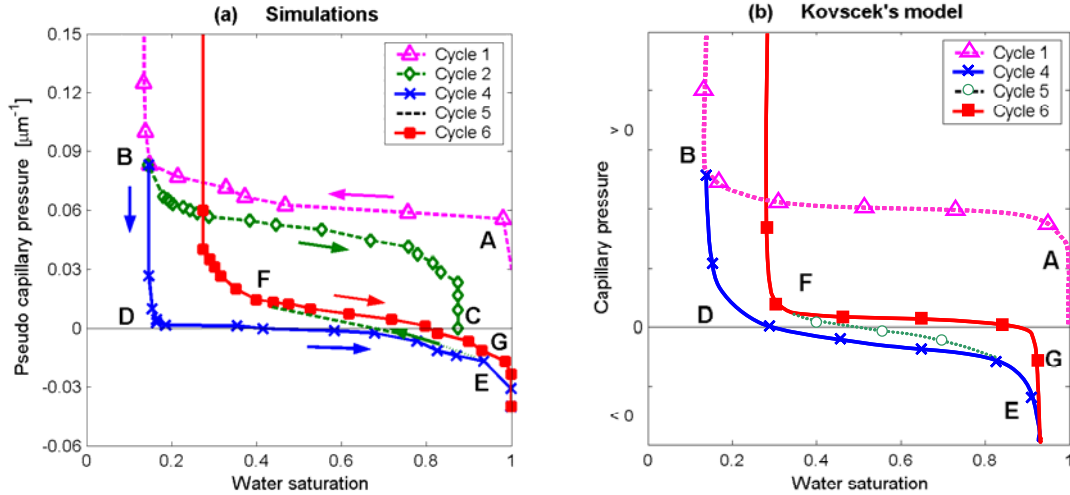 (a) Simulations
Pseudo capillary pressure [µm⁻¹]
0.15
0.12
0.09
0.06
0.03
0
-0.03
-0.06
0
0.2
0.4
0.6
0.8
1
Water saturation
Cycle 1
Cycle 2
Cycle 4
Cycle 5
Cycle 6
B
A
F
C
D
G
E
(b) Kovscek's model
Capillary pressure
> 0
0
< 0
0
0.2
0.4
0.6
0.8
1
Water saturation
Cycle 1
Cycle 4
Cycle 5
Cycle 6
B
A
F
D
G
E